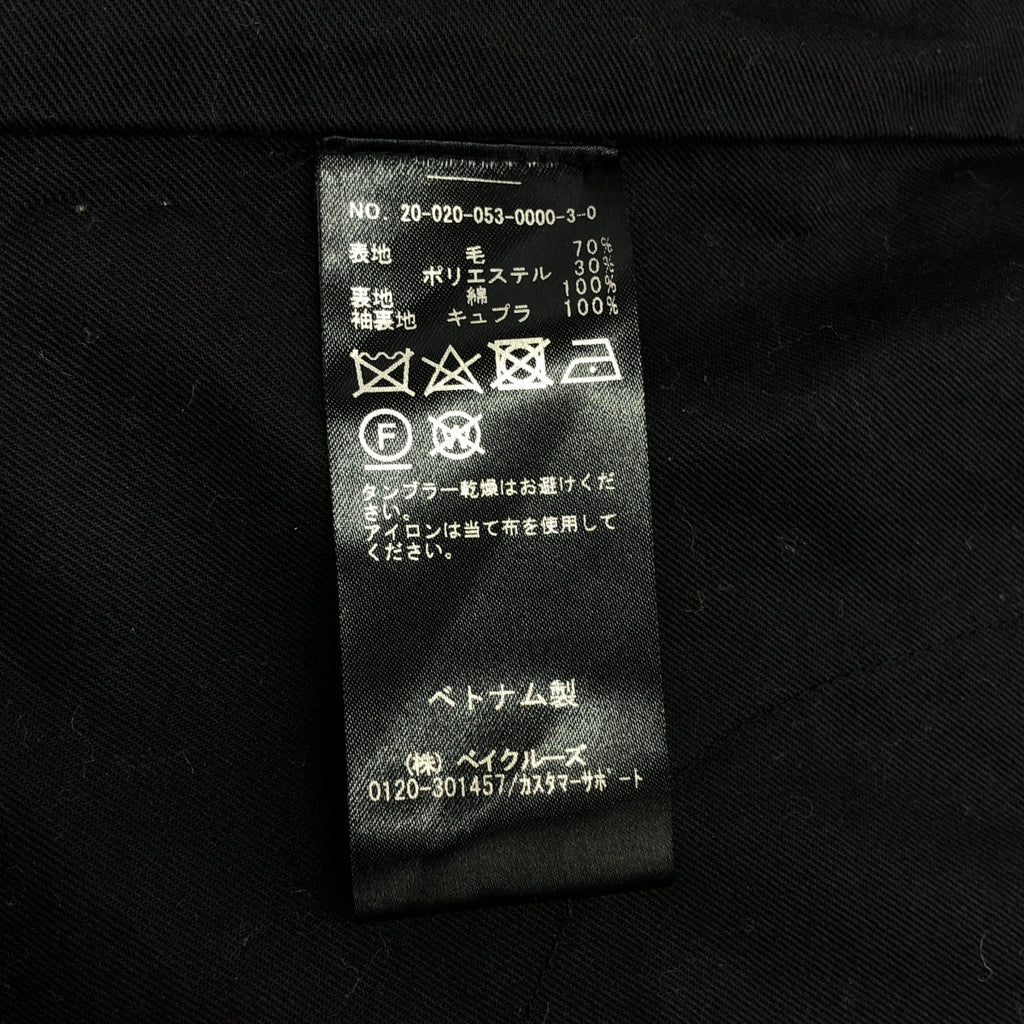 NO. 20-020-053-0000-3-0
表地 毛 70%
ポリエステル 30%
裏地 綿 100%
袖裏地 キュプラ 100%
F W
タンブラー乾燥はお避けくだ
さい。
アイロンは当て布を使用して
ください。
ベトナム製
(株) ベイクルーズ
0120-301457/カスタマーサポート